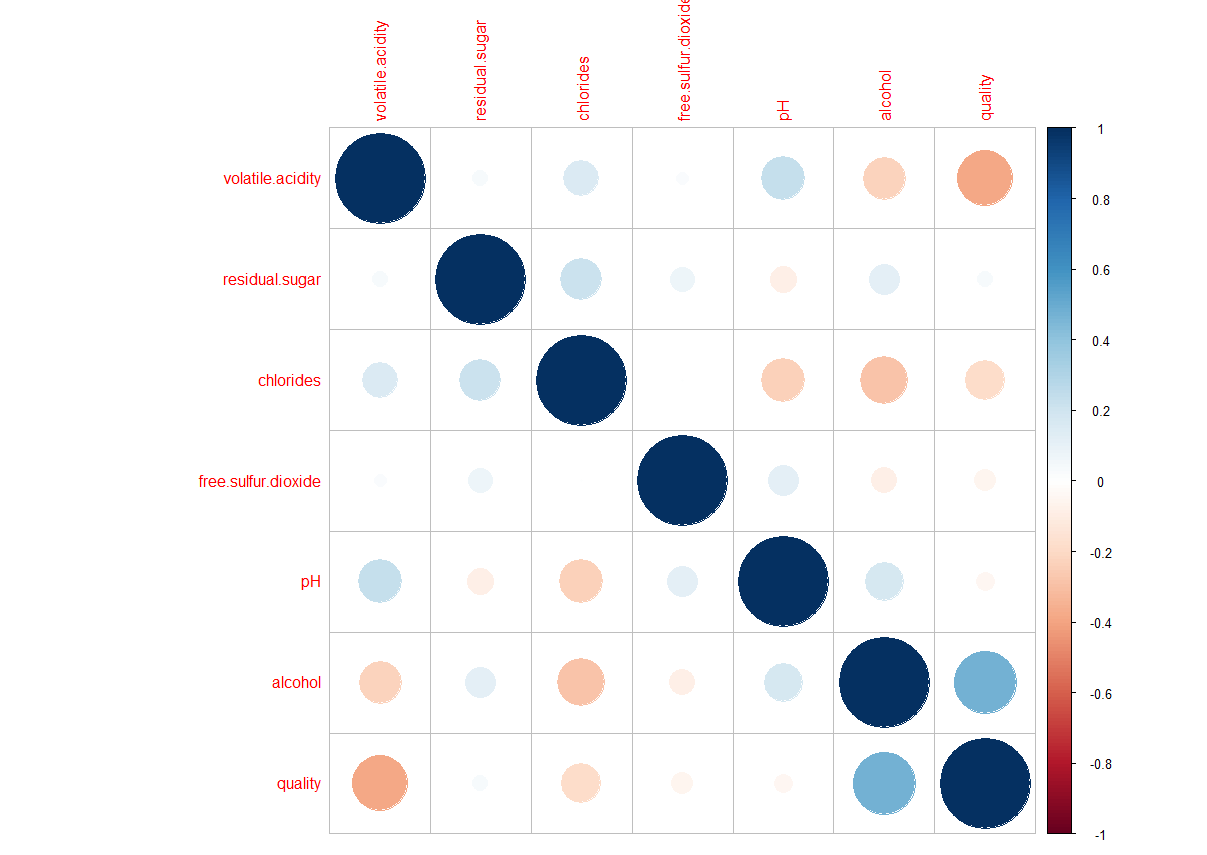 volatile.acidity
residual.sugar
chlorides
free.sulfur.dioxide
pH
alcohol
quality
volatile.acidity
residual.sugar
chlorides
free.sulfur.dioxide
pH
alcohol
quality
1
0.8
0.6
0.4
0.2
0
-0.2
-0.4
-0.6
-0.8
-1